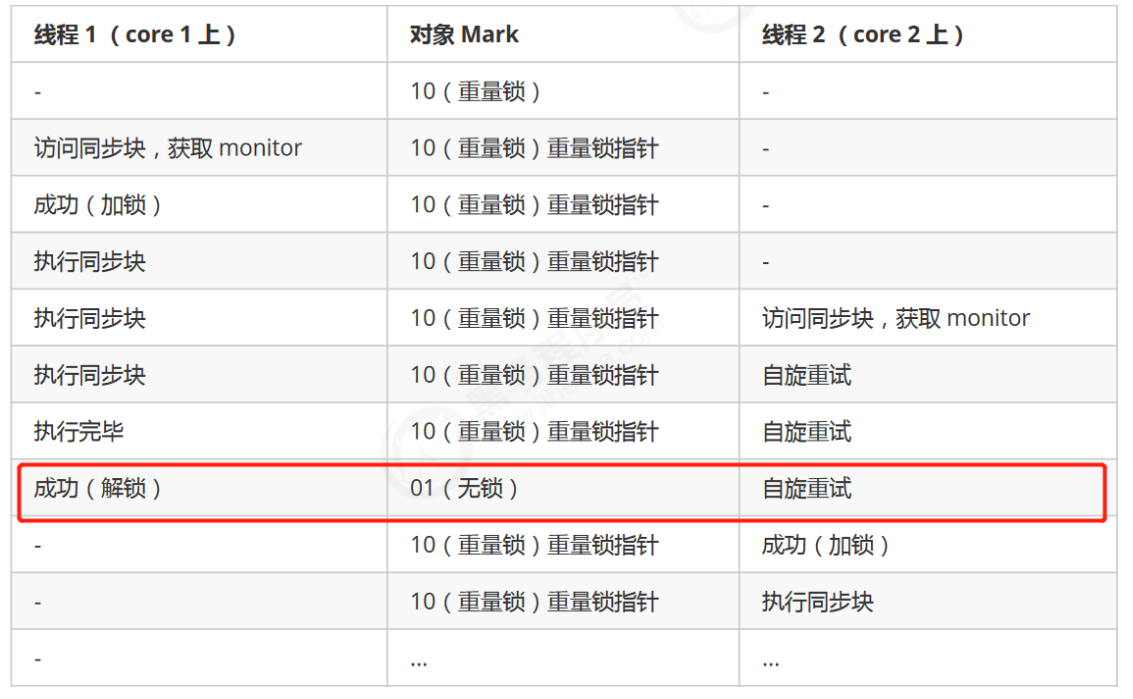 线程 1 （core 1 上） 对象 Mark 线程 2 （core 2 上）
- 10（重量锁） -
访问同步块，获取 monitor 10（重量锁）重量锁指针 -
成功（加锁） 10（重量锁）重量锁指针 -
执行同步块 10（重量锁）重量锁指针 -
执行同步块 10（重量锁）重量锁指针 访问同步块，获取 monitor
执行同步块 10（重量锁）重量锁指针 自旋重试
执行完毕 10（重量锁）重量锁指针 自旋重试
成功（解锁） 01（无锁） 自旋重试
- 10（重量锁）重量锁指针 成功（加锁）
- 10（重量锁）重量锁指针 执行同步块
- ... ...